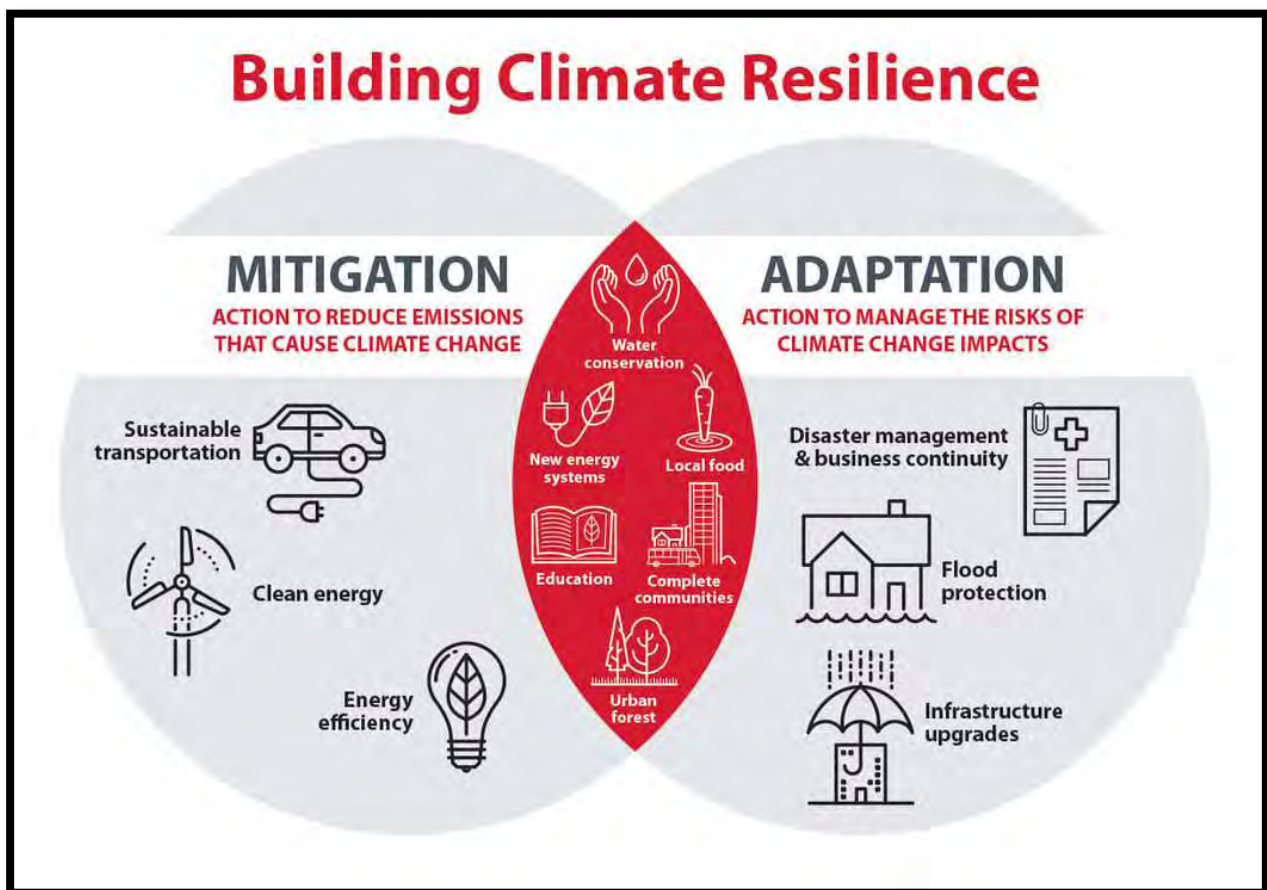 Building Climate Resilience
MITIGATION
ACTION TO REDUCE EMISSIONS
THAT CAUSE CLIMATE CHANGE
Sustainable
transportation
Clean energy
Energy
efficiency
Water
conservation
New energy
systems
Local food
Education
Complete
communities
Urban
forest
ADAPTATION
ACTION TO MANAGE THE RISKS OF
CLIMATE CHANGE IMPACTS
Disaster management
& business continuity
Flood
protection
Infrastructure
upgrades